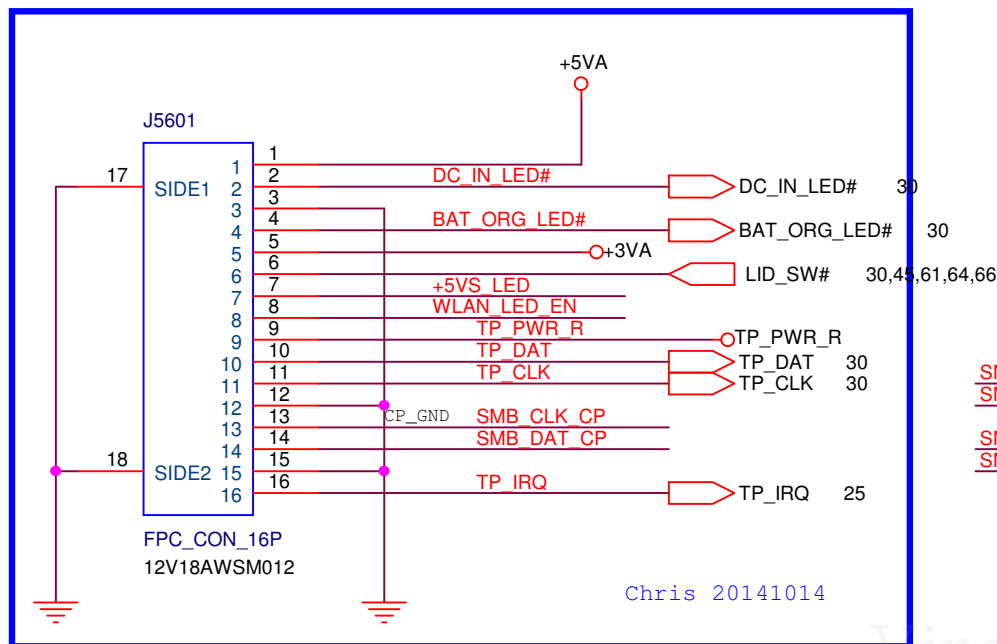 +5VA
J5601
1 1
17 SIDE1 2 2 DC_IN_LED# DC_IN_LED# 30
3 3
4 4 BAT_ORG_LED# BAT_ORG_LED# 30
5 5 +3VA
6 6 LID_SW# 30,45,61,64,66
7 7 +5VS_LED
8 8 WLAN_LED_EN
9 9 TP_PWR_R TP_PWR_R
10 10 TP_DAT TP_DAT 30
11 11 TP_CLK TP_CLK 30
12 12 CP_GND
13 13 SMB_CLK_CP
14 14 SMB_DAT_CP
18 SIDE2 15 15
16 16 TP_IRQ TP_IRQ 25
FPC_CON_16P
12V18AWSM012
Chris 20141014